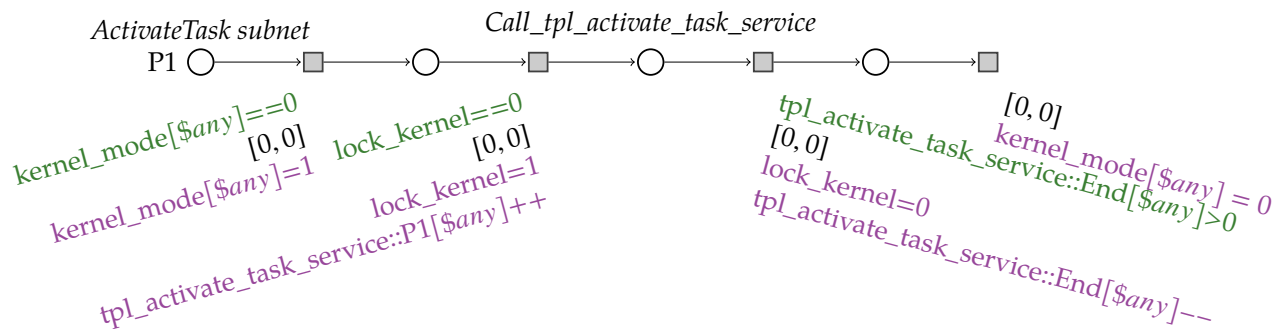 ActivateTask subnet
Call_tpl_activate_task_service
P1
kernel_mode[$any]==0
[0, 0]
kernel_mode[$any]=1
lock_kernel==0
[0, 0]
lock_kernel=1
tpl_activate_task_service::P1[$any]++
tpl_activate_task_service::End[$any]>0
[0, 0]
lock_kernel=0
tpl_activate_task_service::End[$any]−−
[0, 0]
kernel_mode[$any] = 0